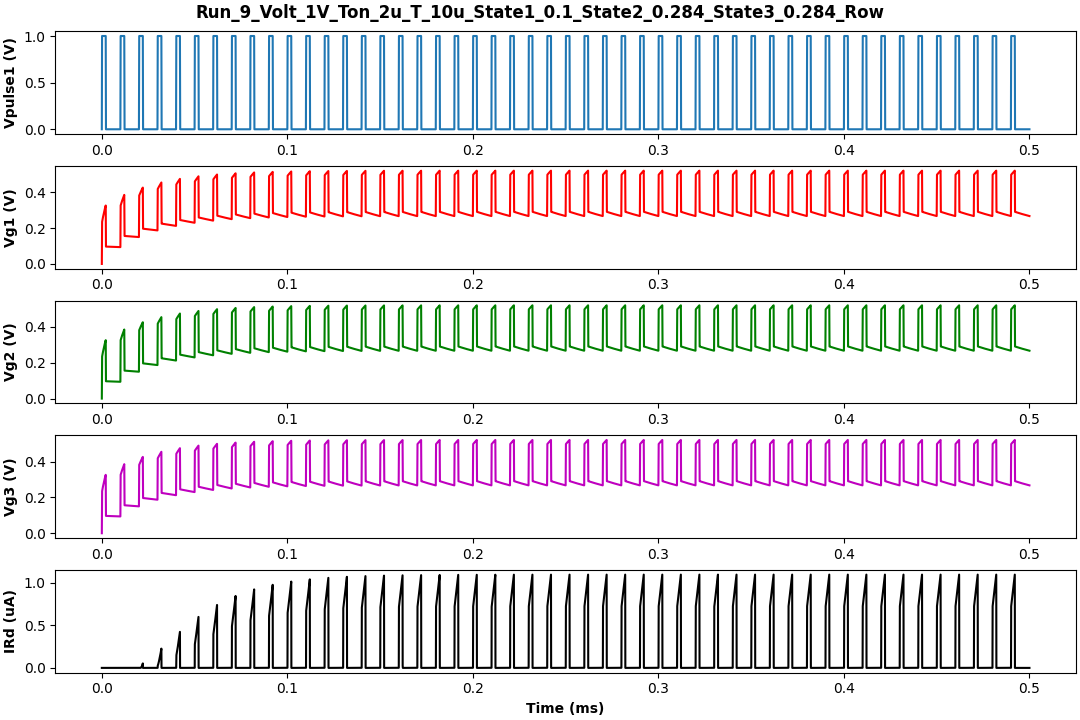 Run_9_Volt_1V_Ton_2u_T_10u_State1_0.1_State2_0.284_State3_0.284_Row
Vpulse1 (V)
1.0
0.5
0.0
0.0 0.1 0.2 0.3 0.4 0.5
Vg1 (V)
0.4
0.2
0.0
0.0 0.1 0.2 0.3 0.4 0.5
Vg2 (V)
0.4
0.2
0.0
0.0 0.1 0.2 0.3 0.4 0.5
Vg3 (V)
0.4
0.2
0.0
0.0 0.1 0.2 0.3 0.4 0.5
IRd (uA)
1.0
0.5
0.0
0.0 0.1 0.2 0.3 0.4 0.5
Time (ms)